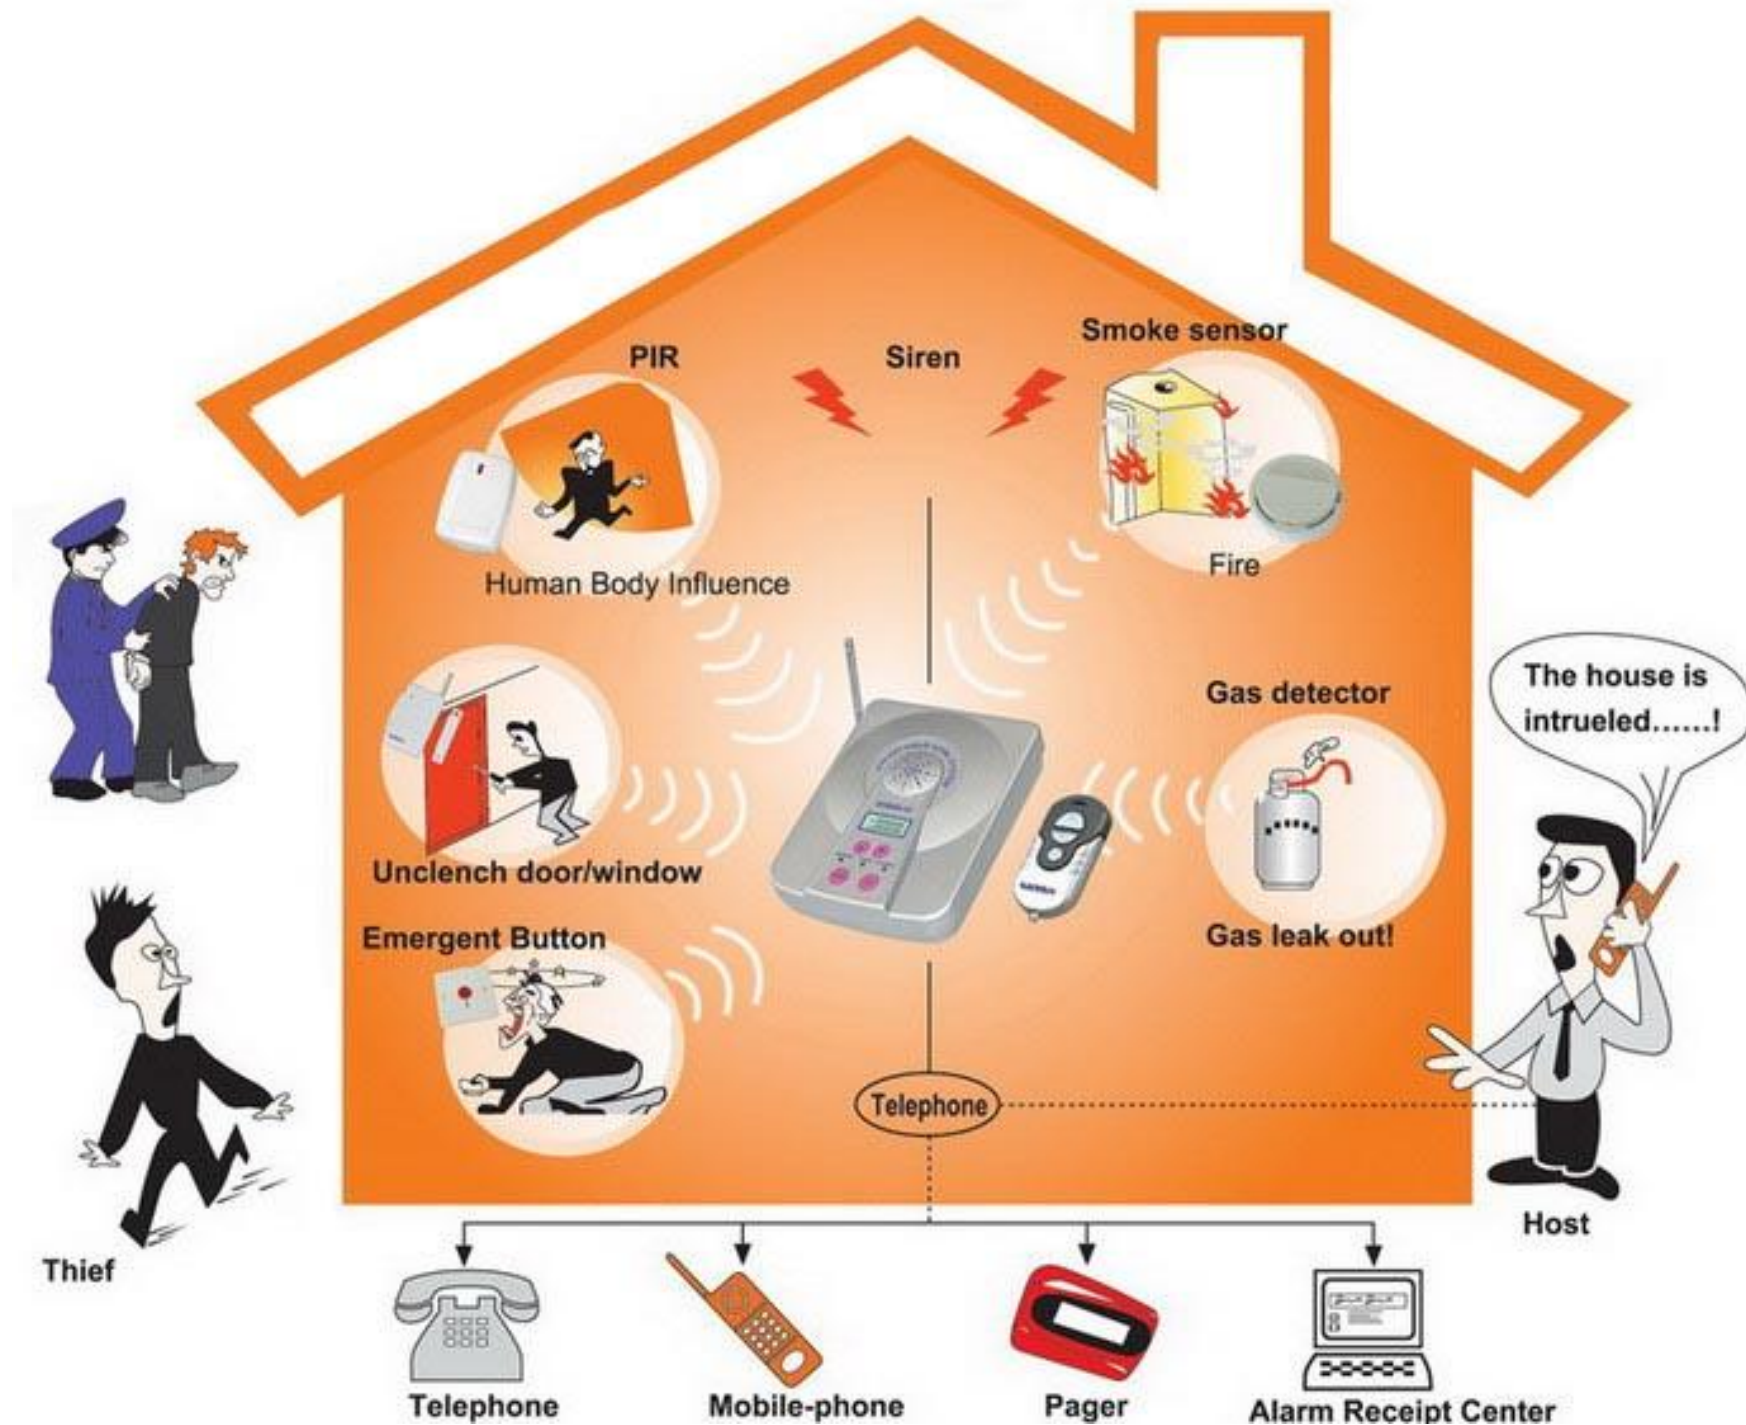 Smoke sensor
PIR
Siren
Human Body Influence
Fire
The house is
intrueled......!
Gas detector
Unclench door/window
Emergent Button
Gas leak out!
Telephone
Host
Thief
Telephone
Mobile-phone
Pager
Alarm Receipt Center